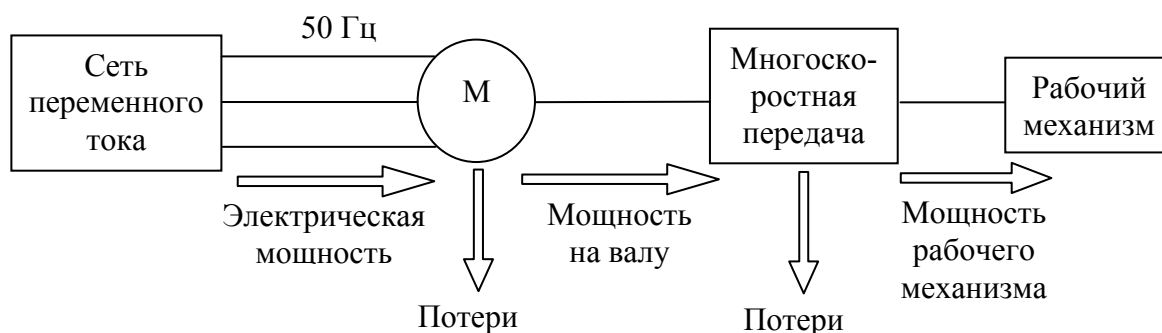 50 Гц
Сеть
переменного
тока
М
Многоско-
ростная
передача
Рабочий
механизм
Электрическая
мощность
Мощность
на валу
Мощность
рабочего
механизма
Потери
Потери